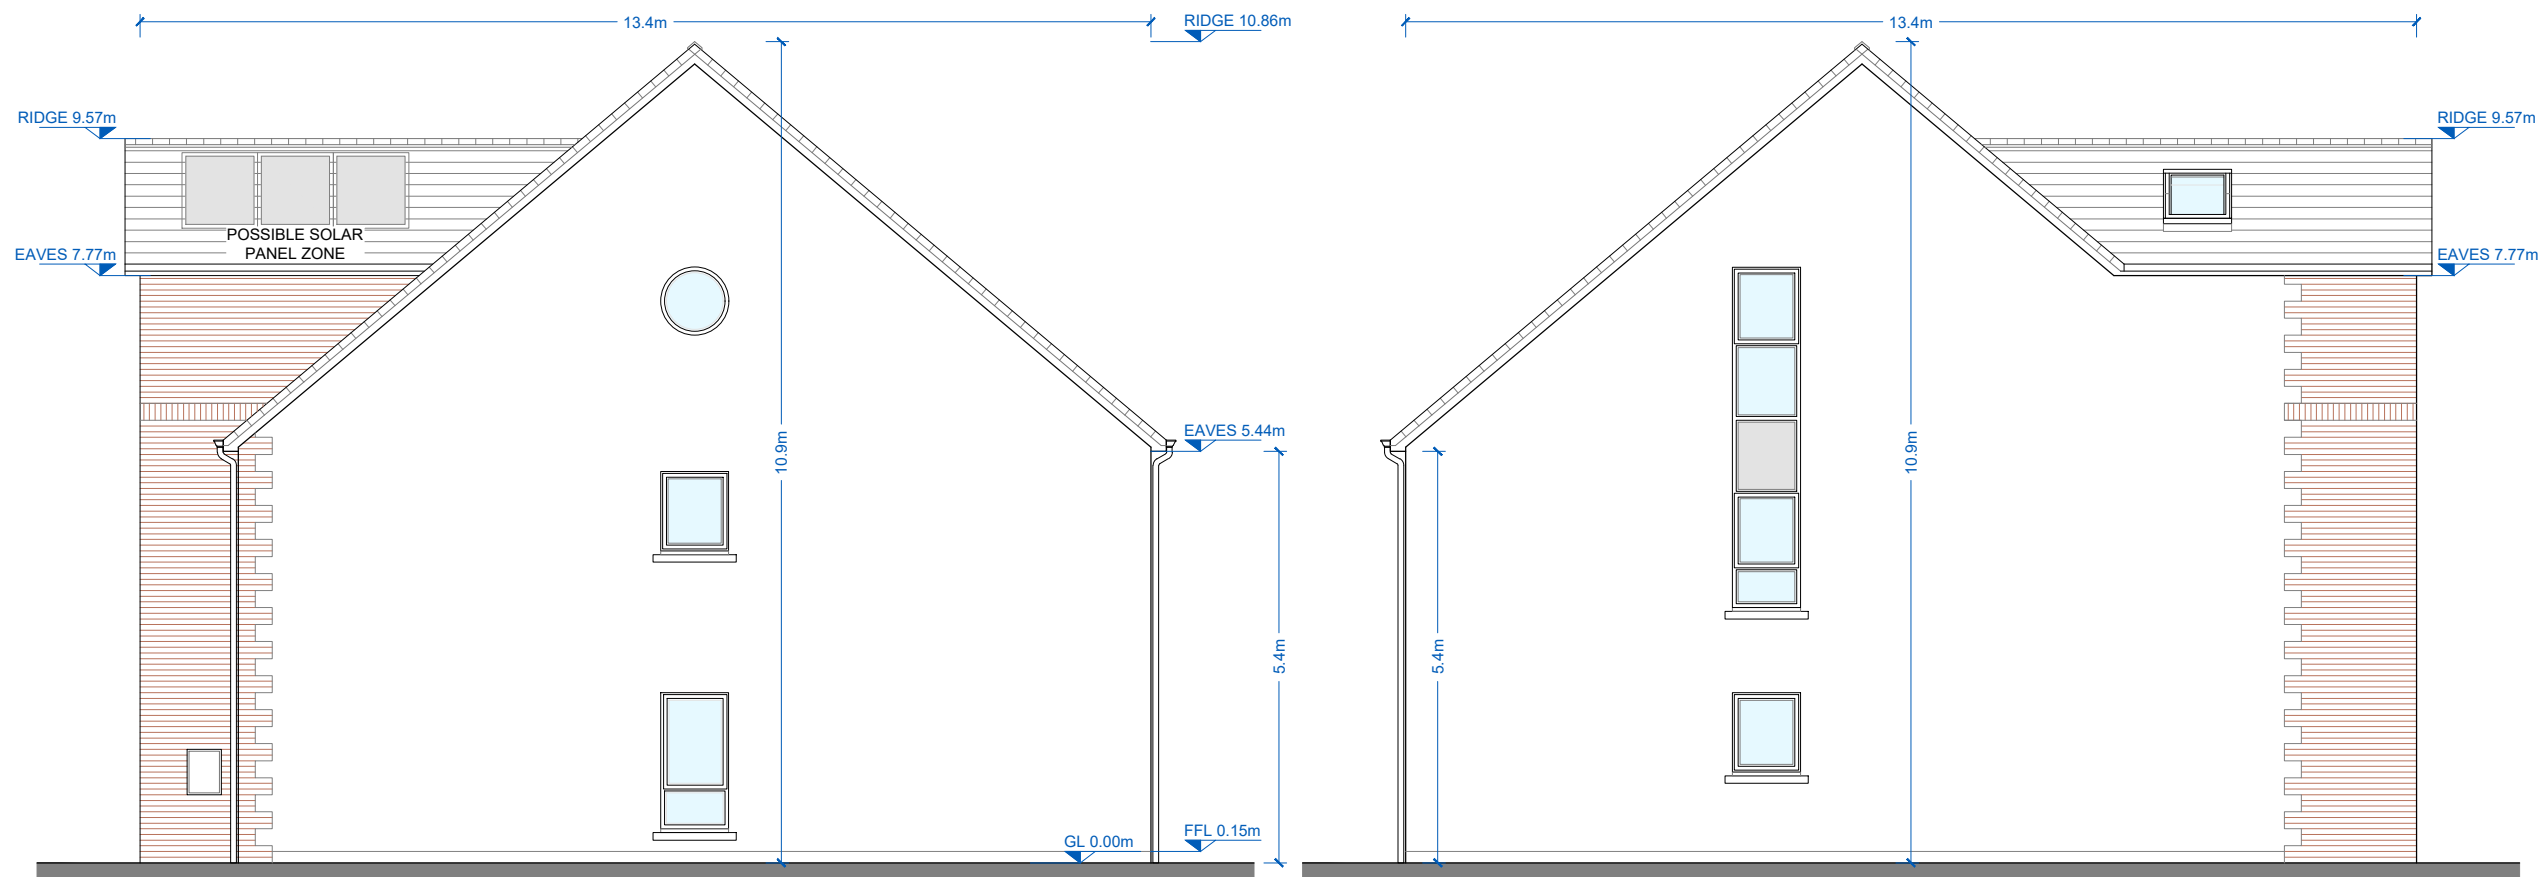 13.4m
RIDGE 10.86m
13.4m
RIDGE 9.57m
RIDGE 9.57m
POSSIBLE SOLAR
PANEL ZONE
EAVES 7.77m
EAVES 7.77m
10.9m
10.9m
EAVES 5.44m
5.4m
5.4m
GL 0.00m
FFL 0.15m